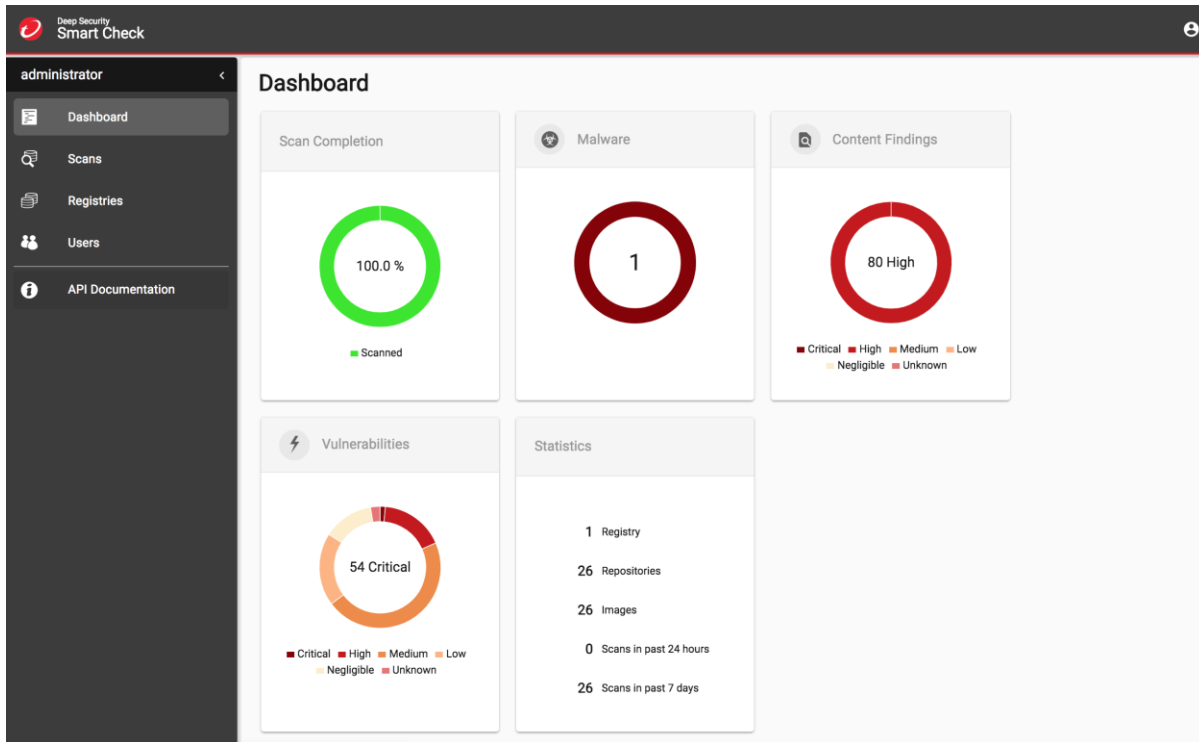 Deep Security
Smart Check
administrator
Dashboard
Scans
Registries
Users
API Documentation
Dashboard
Scan Completion
100.0 %
Scanned
Malware
1
Content Findings
80 High
Critical High Medium Low
Negligible Unknown
Vulnerabilities
54 Critical
Critical High Medium Low
Negligible Unknown
Statistics
1 Registry
26 Repositories
26 Images
0 Scans in past 24 hours
26 Scans in past 7 days